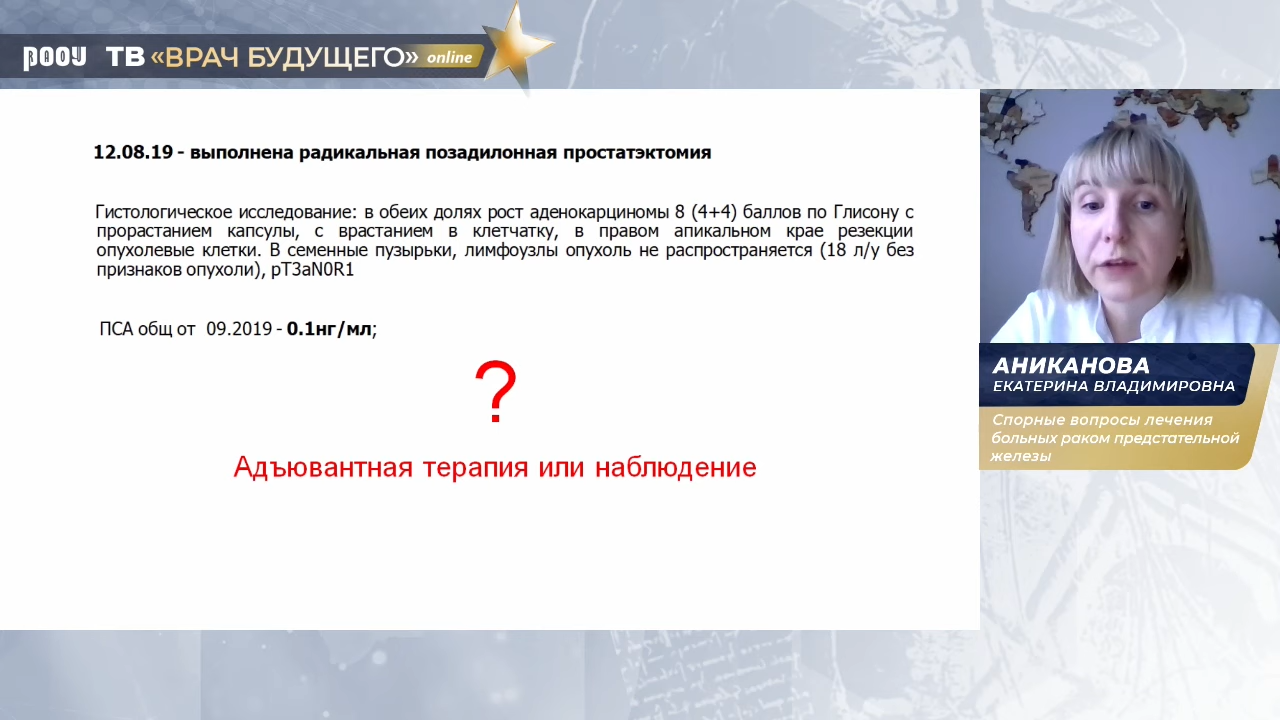 РООУ ТВ «ВРАЧ БУДУЩЕГО» online
12.08.19 - выполнена радикальная позадилонная простатэктомия
Гистологическое исследование: в обеих долях рост аденокарциномы 8 (4+4) баллов по Глисону с
прорастанием капсулы, с врастанием в клетчатку, в правом апикальном крае резекции
опухолевые клетки. В семенные пузырьки, лимфоузлы опухоль не распространяется (18 л/у без
признаков опухоли), pT3aN0R1
ПСА общ от 09.2019 - 0.1нг/мл;
?
Адъювантная терапия или наблюдение
АНИКАНОВА
ЕКАТЕРИНА ВЛАДИМИРОВНА
Спорные вопросы лечения
больных раком предстательной
железы